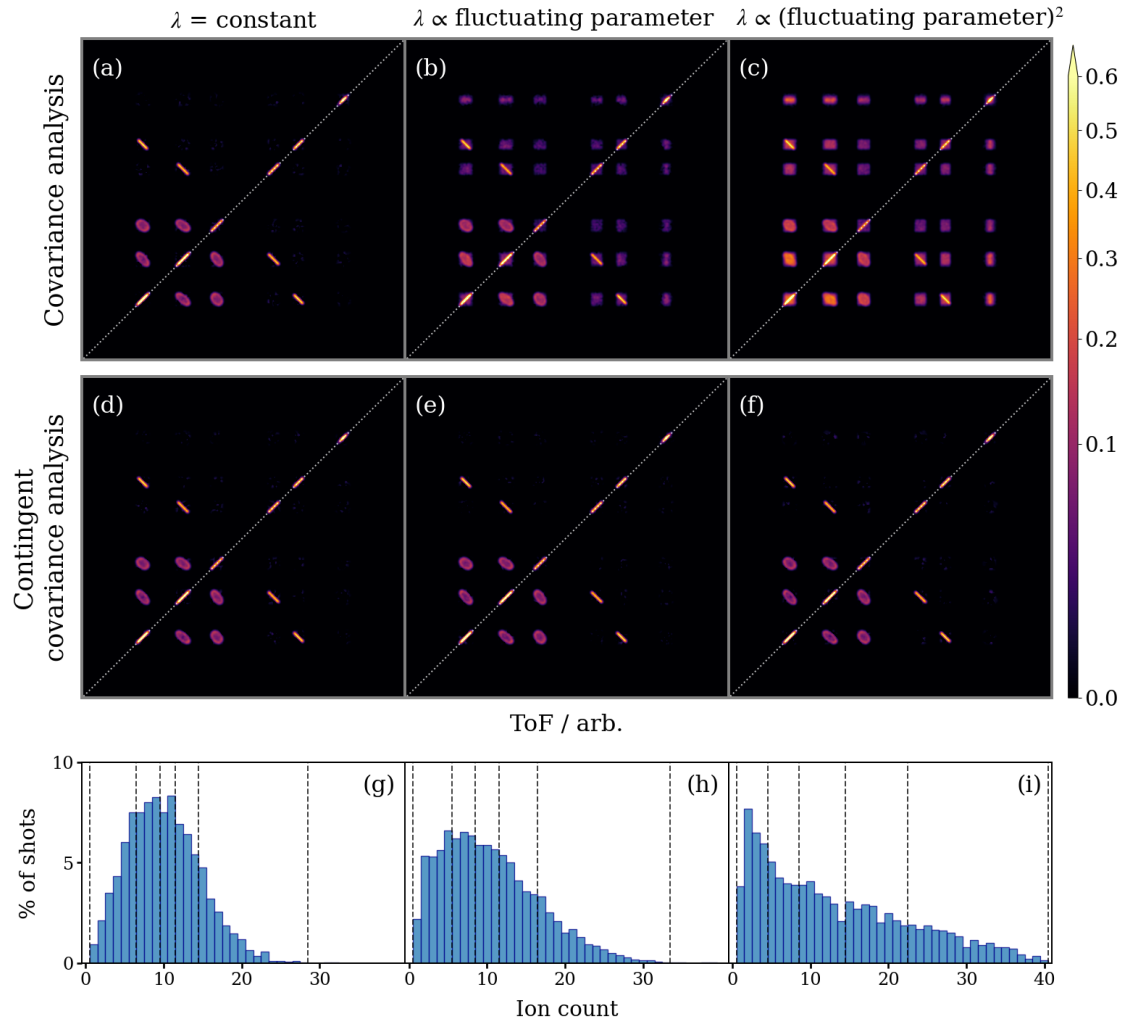 λ = constant
λ ∝ fluctuating parameter
λ ∝ (fluctuating parameter)²
Covariance analysis
(a)
(b)
(c)
0.6
0.5
0.4
0.3
0.2
0.1
0.0
Contingent
covariance analysis
(d)
(e)
(f)
ToF / arb.
% of shots
10
5
0
(g)
(h)
(i)
0
10
20
30
0
10
20
30
0
10
20
30
40
Ion count